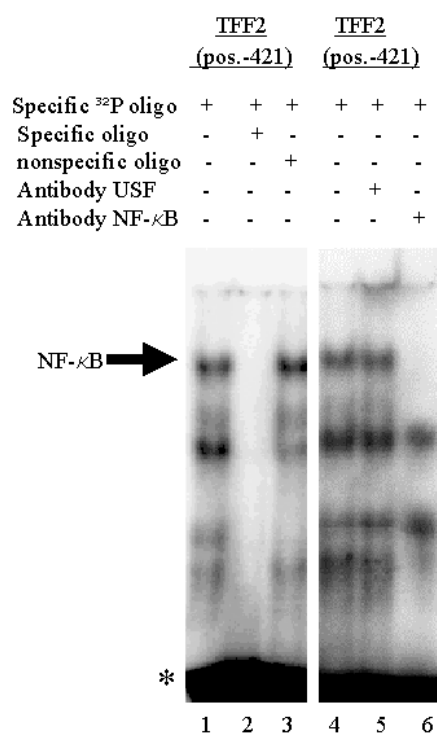 TFF2 TFF2
(pos.-421) (pos.-421)
Specific ³²P oligo + + + + + +
Specific oligo - + - - - -
nonspecific oligo - - + - - -
Antibody USF - - - - + -
Antibody NF-κB - - - - - +
NF-κB
*
1 2 3 4 5 6